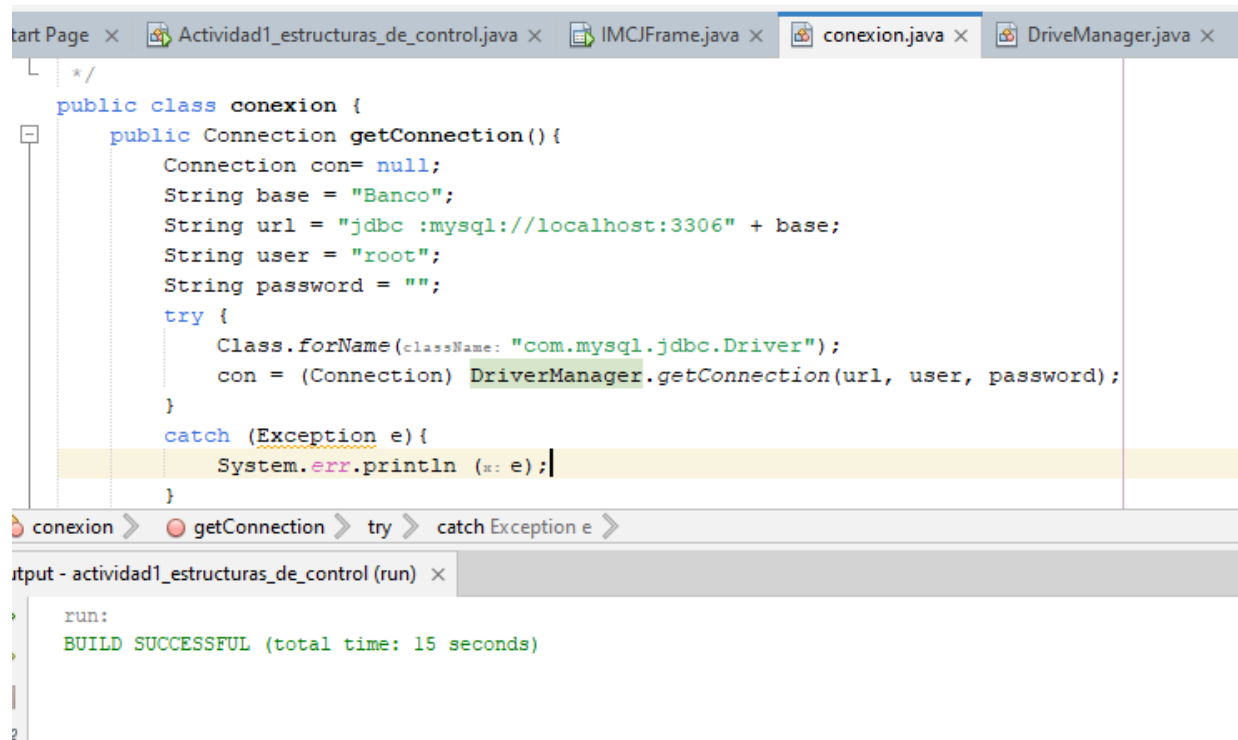 tart Page × Actividad1_estructuras_de_control.java × IMCJFrame.java × conexion.java × DriveManager.java ×
*/
public class conexion {
public Connection getConnection(){
Connection con= null;
String base = "Banco";
String url = "jdbc :mysql://localhost:3306" + base;
String user = "root";
String password = "";
try {
Class.forName(className: "com.mysql.jdbc.Driver");
con = (Connection) DriverManager.getConnection(url, user, password);
}
catch (Exception e){
System.err.println (x: e);
}
conexion getConnection try catch Exception e
utput - actividad1_estructuras_de_control (run) ×
run:
BUILD SUCCESSFUL (total time: 15 seconds)